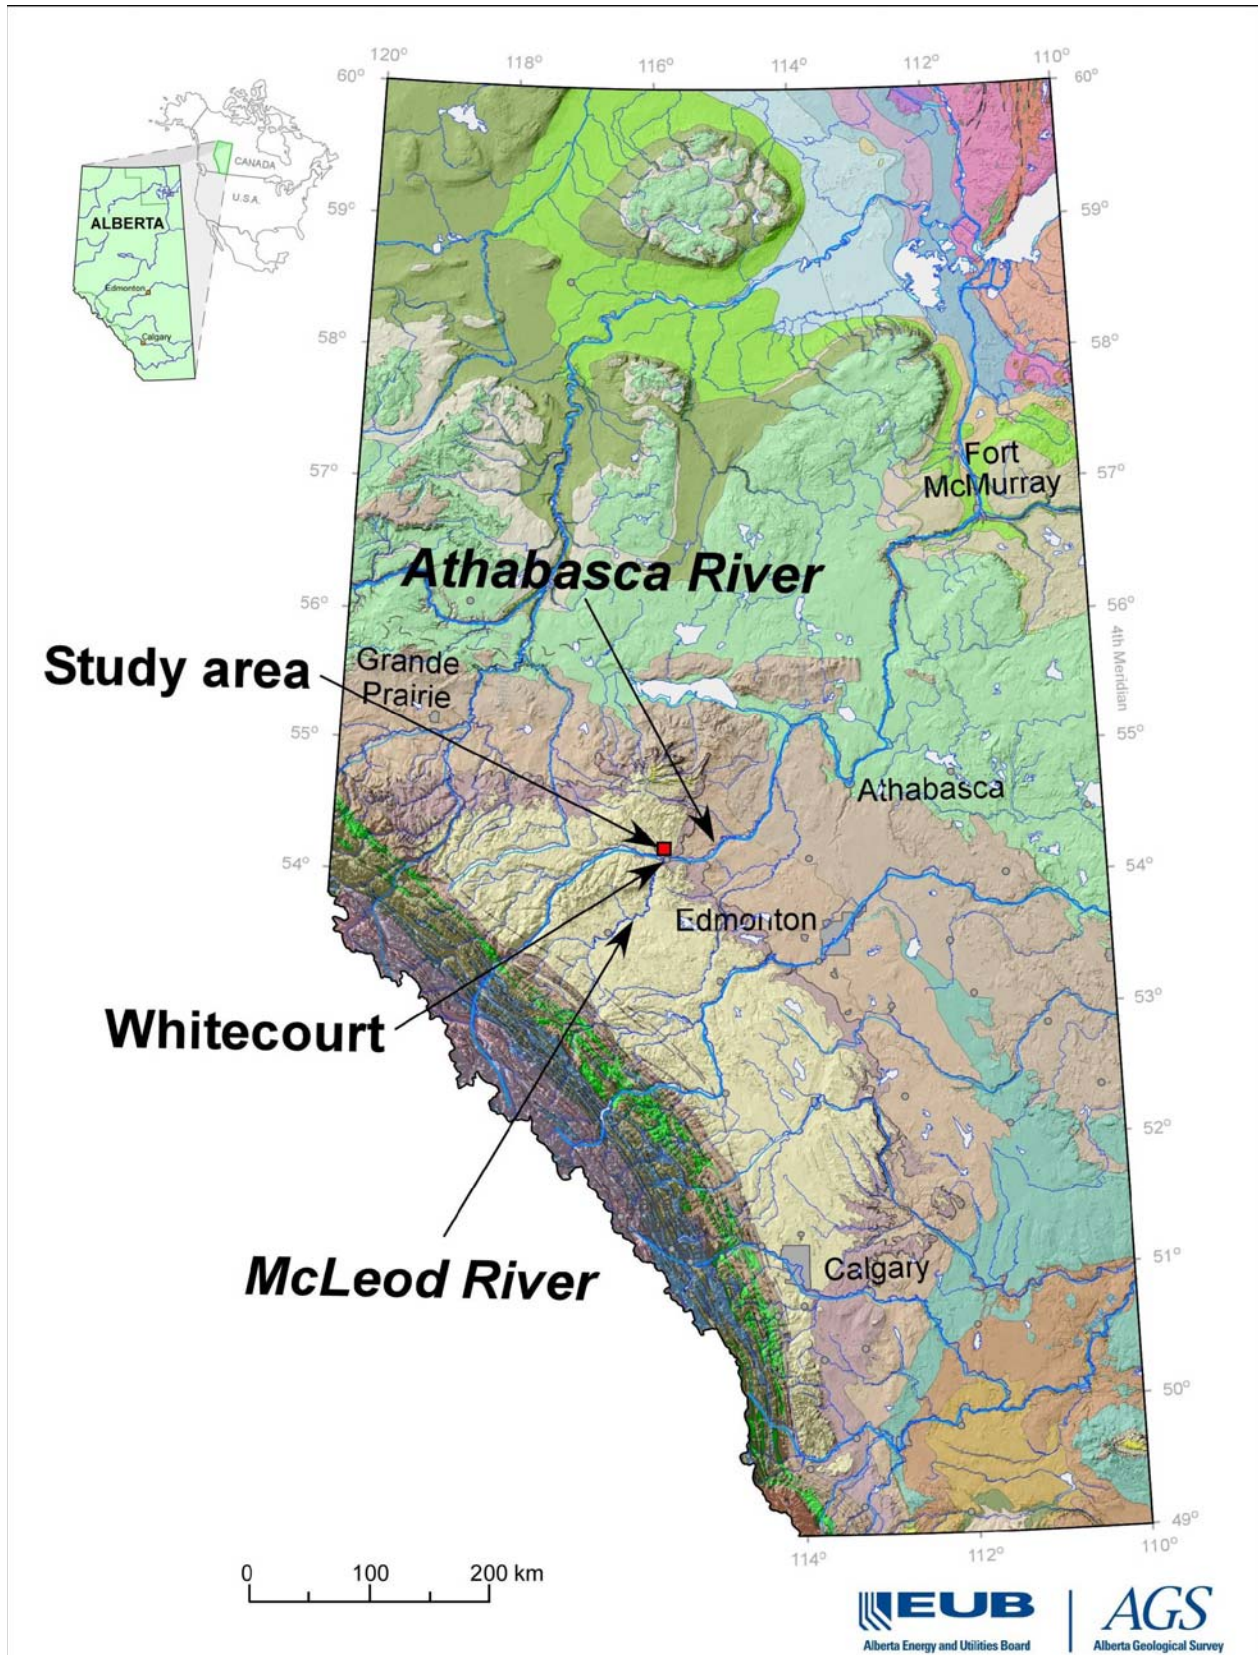 120° 118° 116° 114° 112° 110°
60° 60°
CANADA
U.S.A.
ALBERTA
Edmonton
Calgary
59° 59°
58° 58°
57° 57°
Fort
McMurray
Athabasca River
56° 56°
4th Meridian
Study area
Grande
Prairie
55° 55°
Athabasca
54° 54°
Edmonton
53°
Whitecourt
52°
McLeod River
51°
Calgary
50°
49°
114° 112° 110°
0 100 200 km
EUB
Alberta Energy and Utilities Board
AGS
Alberta Geological Survey